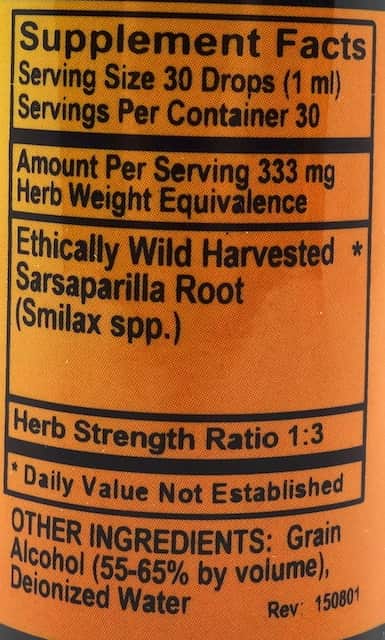 Supplement Facts
Serving Size 30 Drops (1 ml)
Servings Per Container 30
Amount Per Serving 333 mg
Herb Weight Equivalence
Ethically Wild Harvested *
Sarsaparilla Root
(Smilax spp.)
Herb Strength Ratio 1:3
* Daily Value Not Established
OTHER INGREDIENTS: Grain
Alcohol (55-65% by volume),
Deionized Water
Rev: 150801